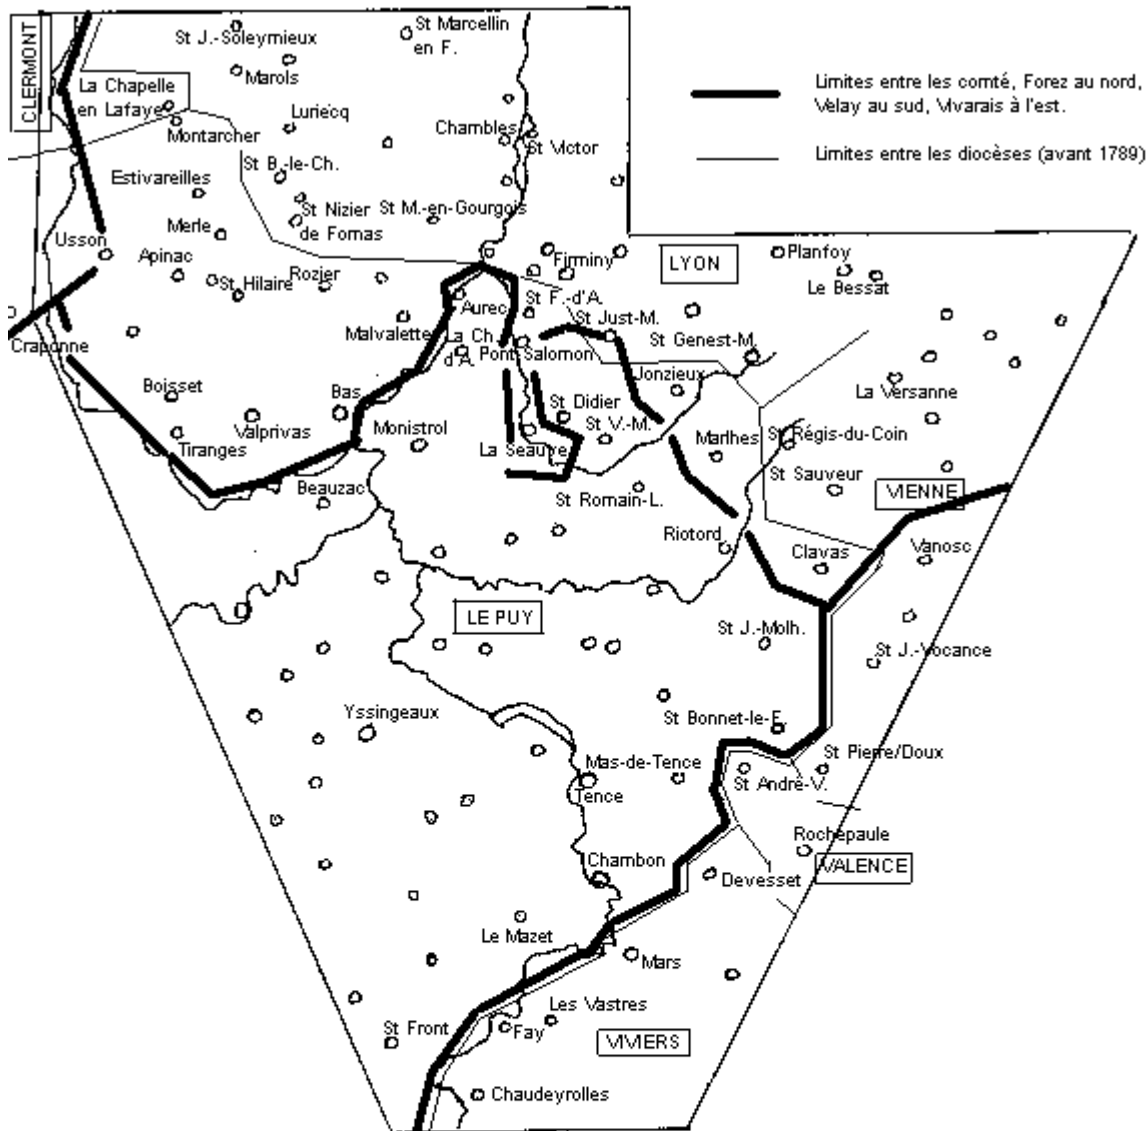 CLERMONT
St J.-Soleymieux
St Marcellin
en F.
Marols
La Chapelle
en Lafaye
Montarcher
Luriecq
Chambles
St Victor
St B.-le-Ch.
Estivareilles
St Nizier
de Fornas
St M.-en-Gourgois
Merle
Usson
Apinac
St Hilaire
Rozier
Firminy
LYON
Planfoy
Le Bessat
Aurec
St F.-d'A.
Malvalette
La Ch.
d'A.
St Just-M.
Pont Salomon
St Genest-M.
Craponne
Jonzieux
La Versanne
Boisset
Bas
St Didier
St V.-M.
Valprivas
Tiranges
Monistrol
La Seauve
Marlhes
St Régis-du-Coin
St Sauveur
Beauzac
St Romain-L.
VIENNE
Riotord
Clavas
Vanosc
LE PUY
St J.-Molh.
St J.-Vocance
Yssingeaux
St Bonnet-le-F.
Mas-de-Tence
Tence
St Pierre/Doux
St André-V.
Rochepaule
VALENCE
Chambon
Devesset
Le Mazet
Mars
Les Vastres
St Front
Fay
VIVIERS
Chaudeyrolles
Limites entre les comté, Forez au nord,
Velay au sud, Vivarais à l'est.
Limites entre les diocèses (avant 1789)